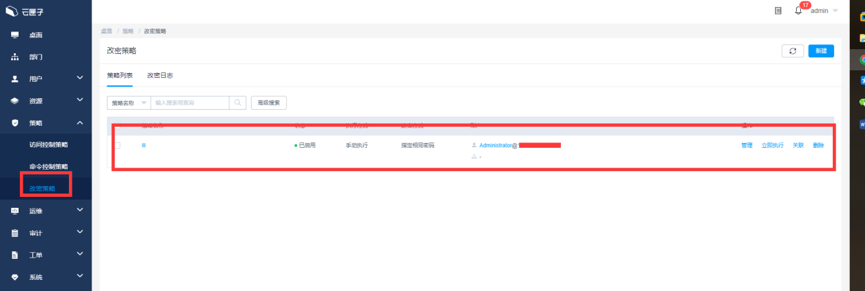 云匣子
17
admin
桌面
桌面 / 策略 / 改密策略
部门
改密策略
新建
用户
策略列表 改密日志
资源
策略名称 输入搜索项查询 高级搜索
策略
访问控制策略
已启用 手动执行 指定相同密码 Administrator@ 管理 立即执行 关联 删除
-
命令控制策略
改密策略
运维
审计
工单
系统